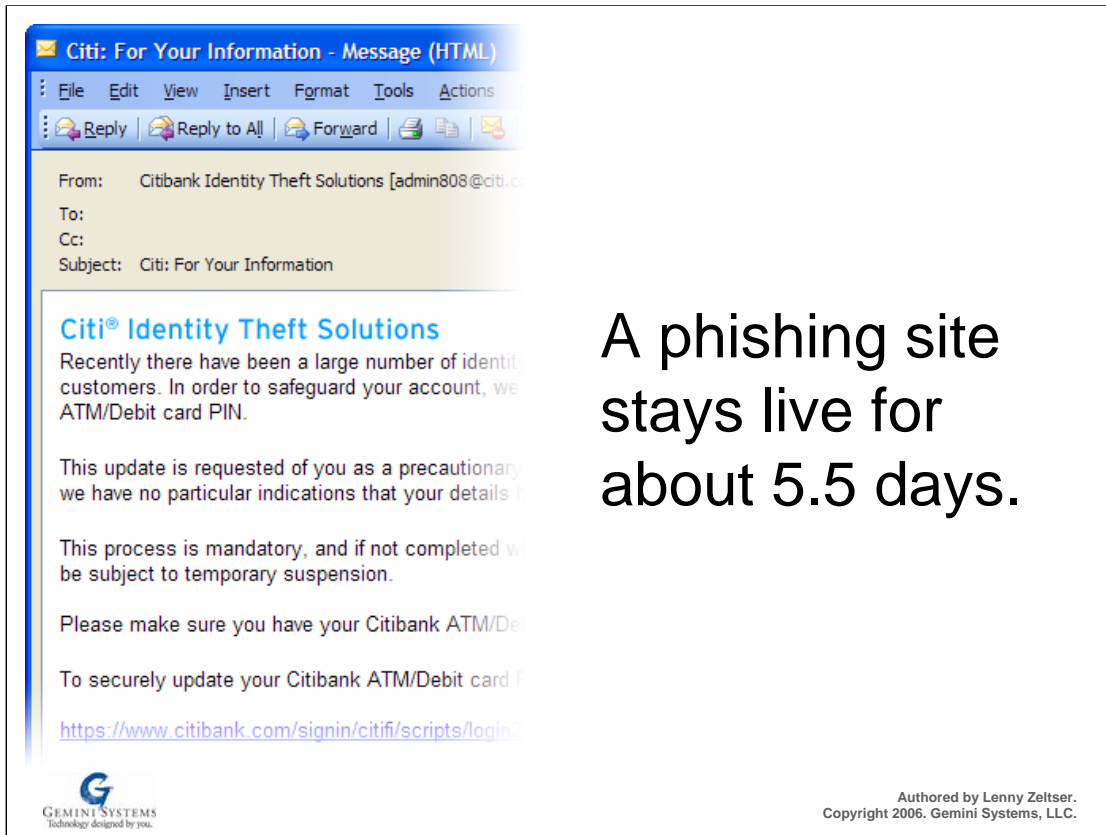 Citi: For Your Information - Message (HTML)
File Edit View Insert Format Tools Actions
Reply Reply to All Forward
From: Citibank Identity Theft Solutions [admin808@citi.co
To:
Cc:
Subject: Citi: For Your Information
Citi® Identity Theft Solutions
Recently there have been a large number of identity
customers. In order to safeguard your account, we
ATM/Debit card PIN.
This update is requested of you as a precautionary
we have no particular indications that your details
This process is mandatory, and if not completed
be subject to temporary suspension.
Please make sure you have your Citibank ATM/De
To securely update your Citibank ATM/Debit card
https://www.citibank.com/signin/citifi/scripts/login2
A phishing site
stays live for
about 5.5 days.
G
GEMINI SYSTEMS
Technology designed by you.
Authored by Lenny Zeltser.
Copyright 2006. Gemini Systems, LLC.